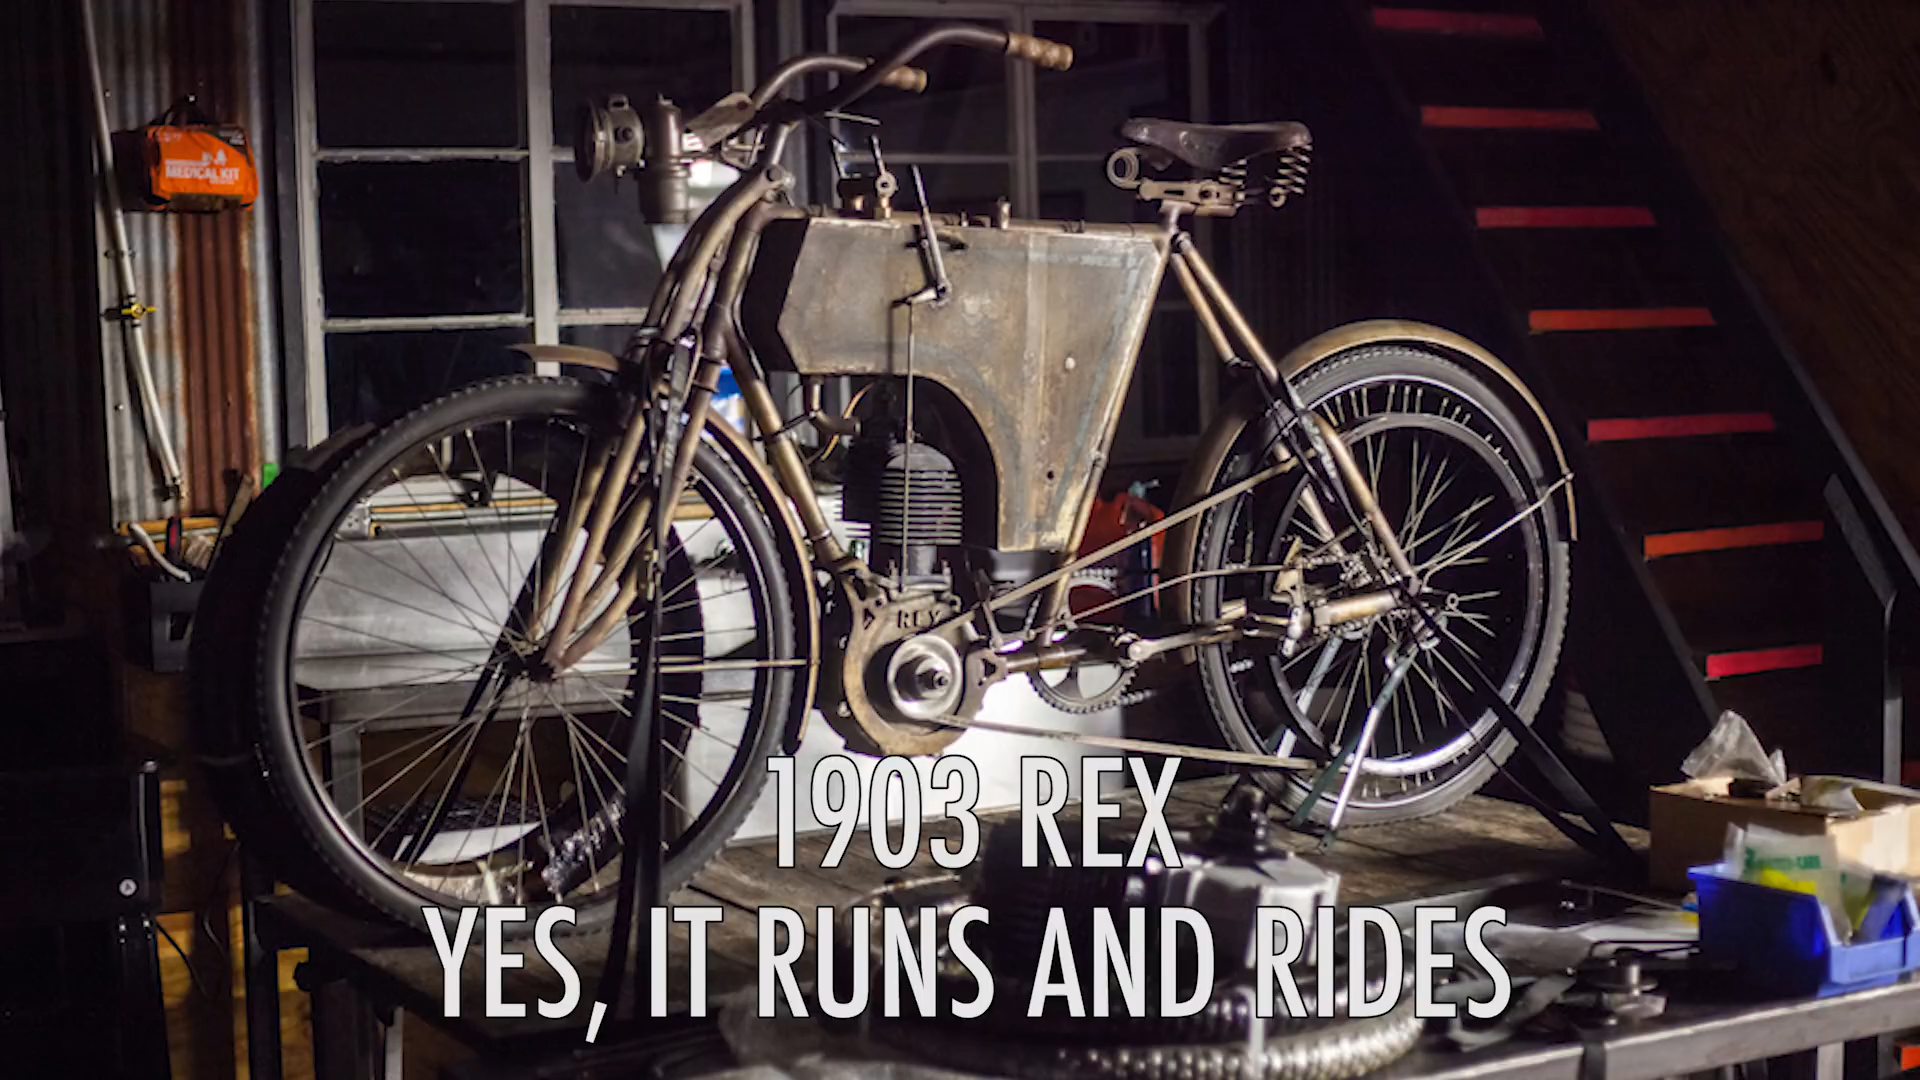 MEDICAL KIT
REX
1903 REX
YES, IT RUNS AND RIDES